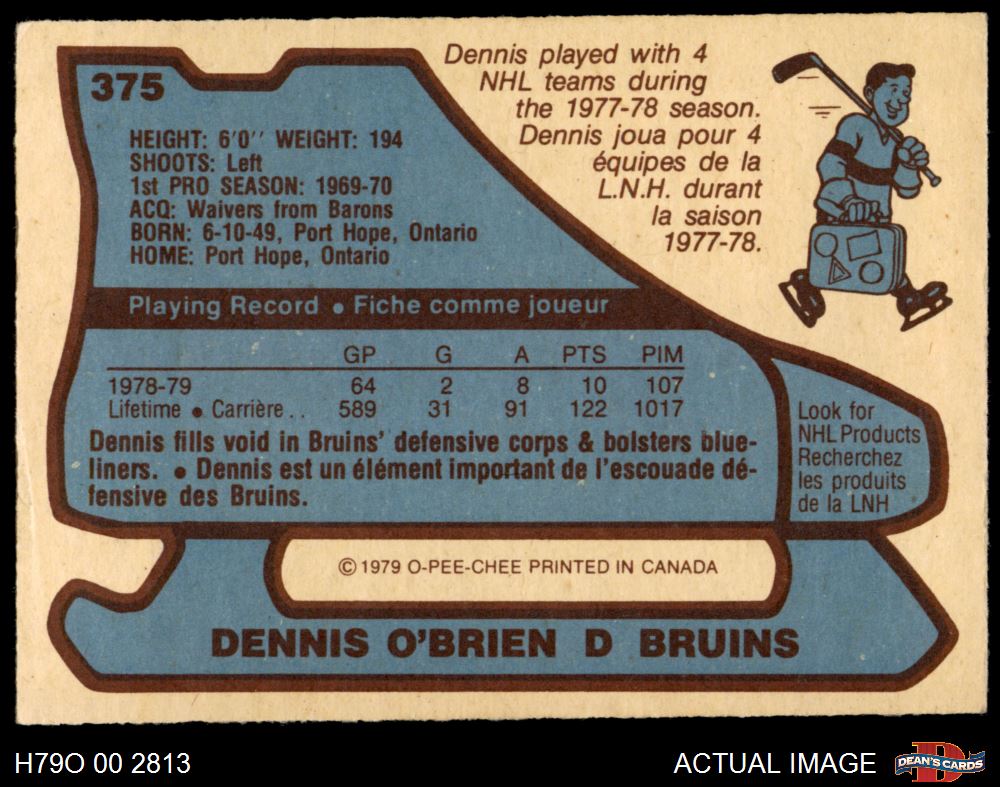 375
HEIGHT: 6'0'' WEIGHT: 194
SHOOTS: Left
1st PRO SEASON: 1969-70
ACQ: Waivers from Barons
BORN: 6-10-49, Port Hope, Ontario
HOME: Port Hope, Ontario
Dennis played with 4
NHL teams during
the 1977-78 season.
Dennis joua pour 4
équipes de la
L.N.H. durant
la saison
1977-78.
Playing Record • Fiche comme joueur
GP G A PTS PIM
1978-79 64 2 8 10 107
Lifetime • Carrière . . 589 31 91 122 1017
Dennis fills void in Bruins' defensive corps & bolsters blue-
liners. • Dennis est un élément important de l'escouade dé-
fensive des Bruins.
Look for
NHL Products
Recherchez
les produits
de la LNH
© 1979 O-PEE-CHEE PRINTED IN CANADA
DENNIS O'BRIEN D BRUINS
H79O 00 2813
ACTUAL IMAGE
DEAN'S CARDS